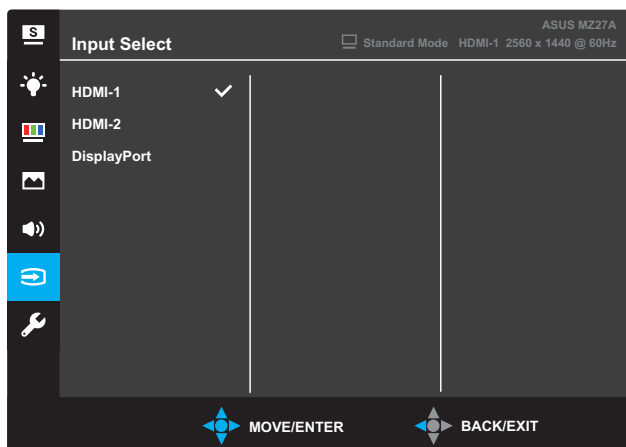 S
ASUS MZ27A
Input Select
Standard Mode HDMI-1 2560 x 1440 @ 60Hz
HDMI-1
HDMI-2
DisplayPort
MOVE/ENTER
BACK/EXIT